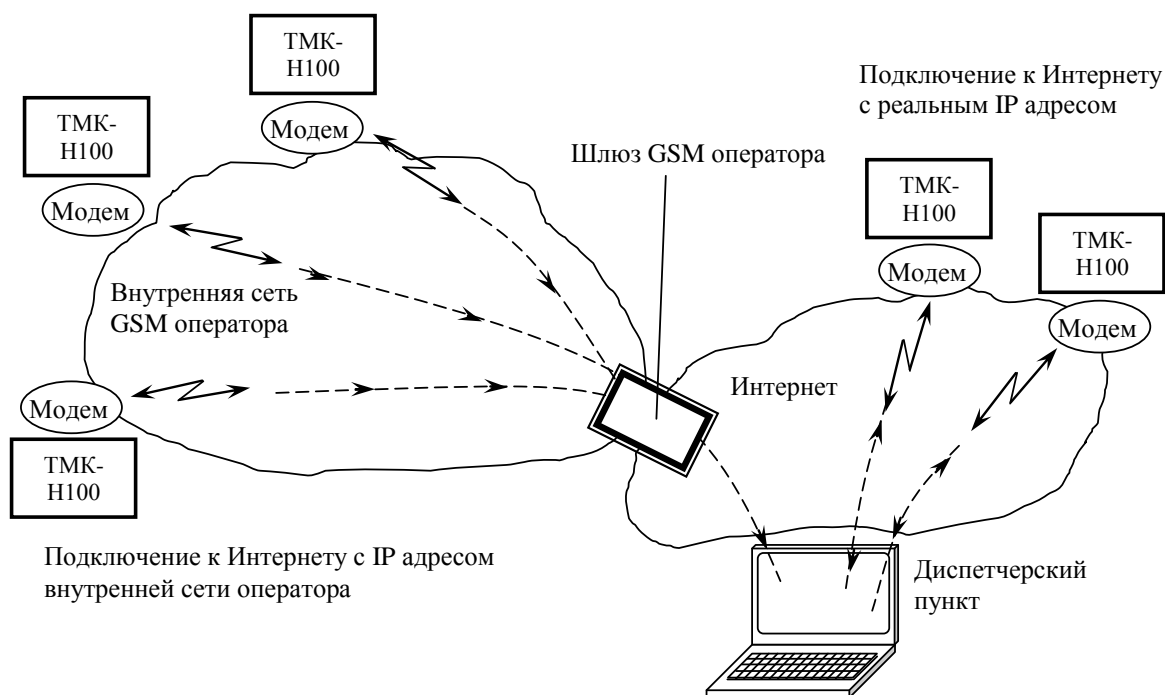 ТМК-
Н100
Модем
ТМК-
Н100
Модем
Внутренняя сеть
GSM оператора
Модем
ТМК-
Н100
Подключение к Интернету с IP адресом
внутренней сети оператора
Шлюз GSM оператора
Подключение к Интернету
с реальным IP адресом
ТМК-
Н100
Модем
ТМК-
Н100
Модем
Интернет
Диспетчерский
пункт